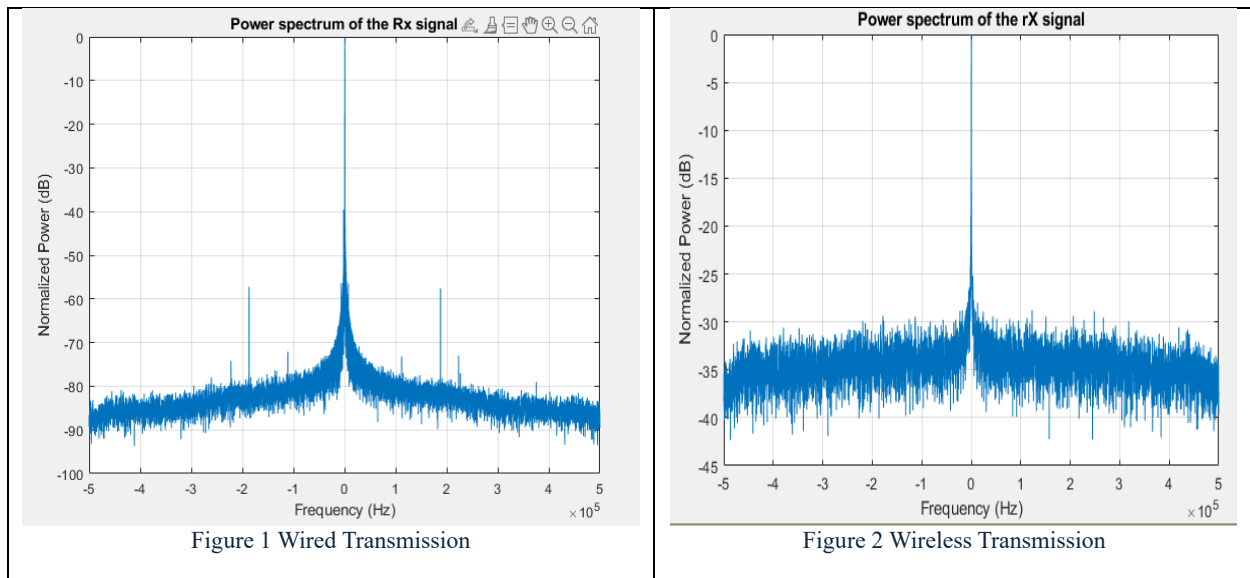 Power spectrum of the Rx signal
0
-10
-20
-30
-40
-50
-60
-70
-80
-90
-100
Normalized Power (dB)
-5 -4 -3 -2 -1 0 1 2 3 4 5
Frequency (Hz)
×10^5
Figure 1 Wired Transmission
Power spectrum of the rX signal
0
-5
-10
-15
-20
-25
-30
-35
-40
-45
Normalized Power (dB)
-5 -4 -3 -2 -1 0 1 2 3 4 5
Frequency (Hz)
×10^5
Figure 2 Wireless Transmission